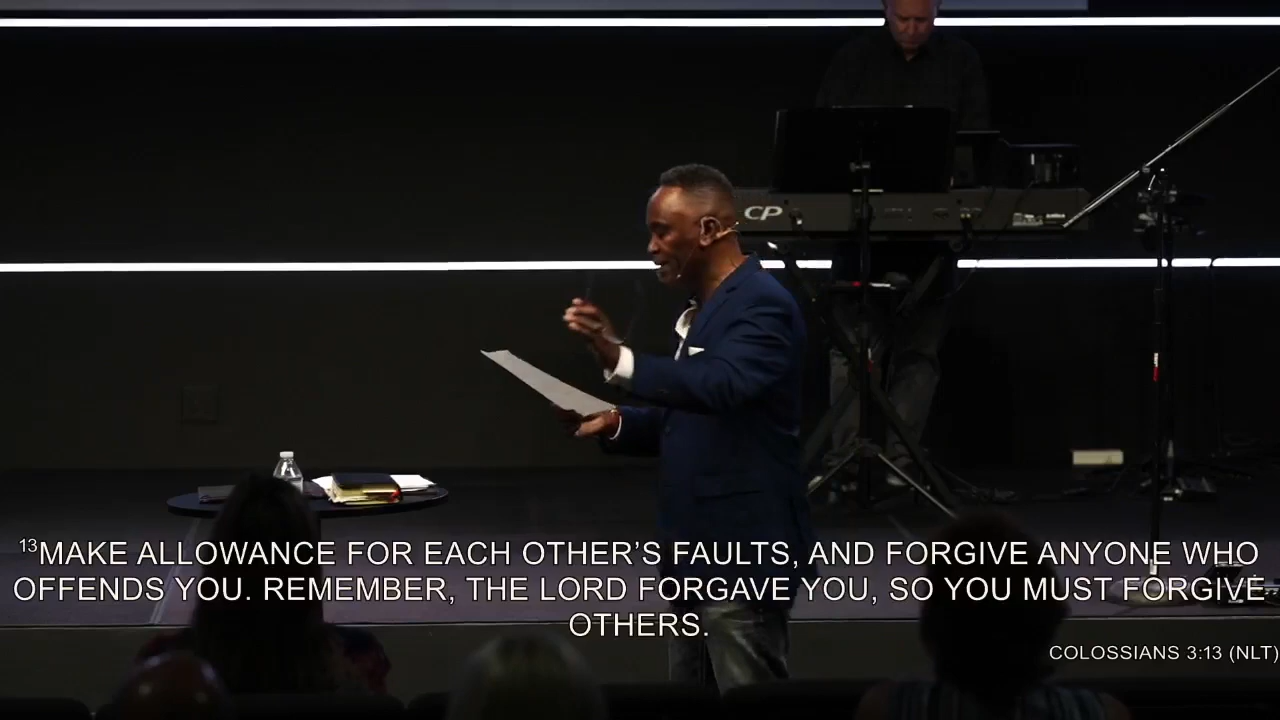 CP
¹³MAKE ALLOWANCE FOR EACH OTHER’S FAULTS, AND FORGIVE ANYONE WHO
OFFENDS YOU. REMEMBER, THE LORD FORGAVE YOU, SO YOU MUST FORGIVE
OTHERS.
COLOSSIANS 3:13 (NLT)